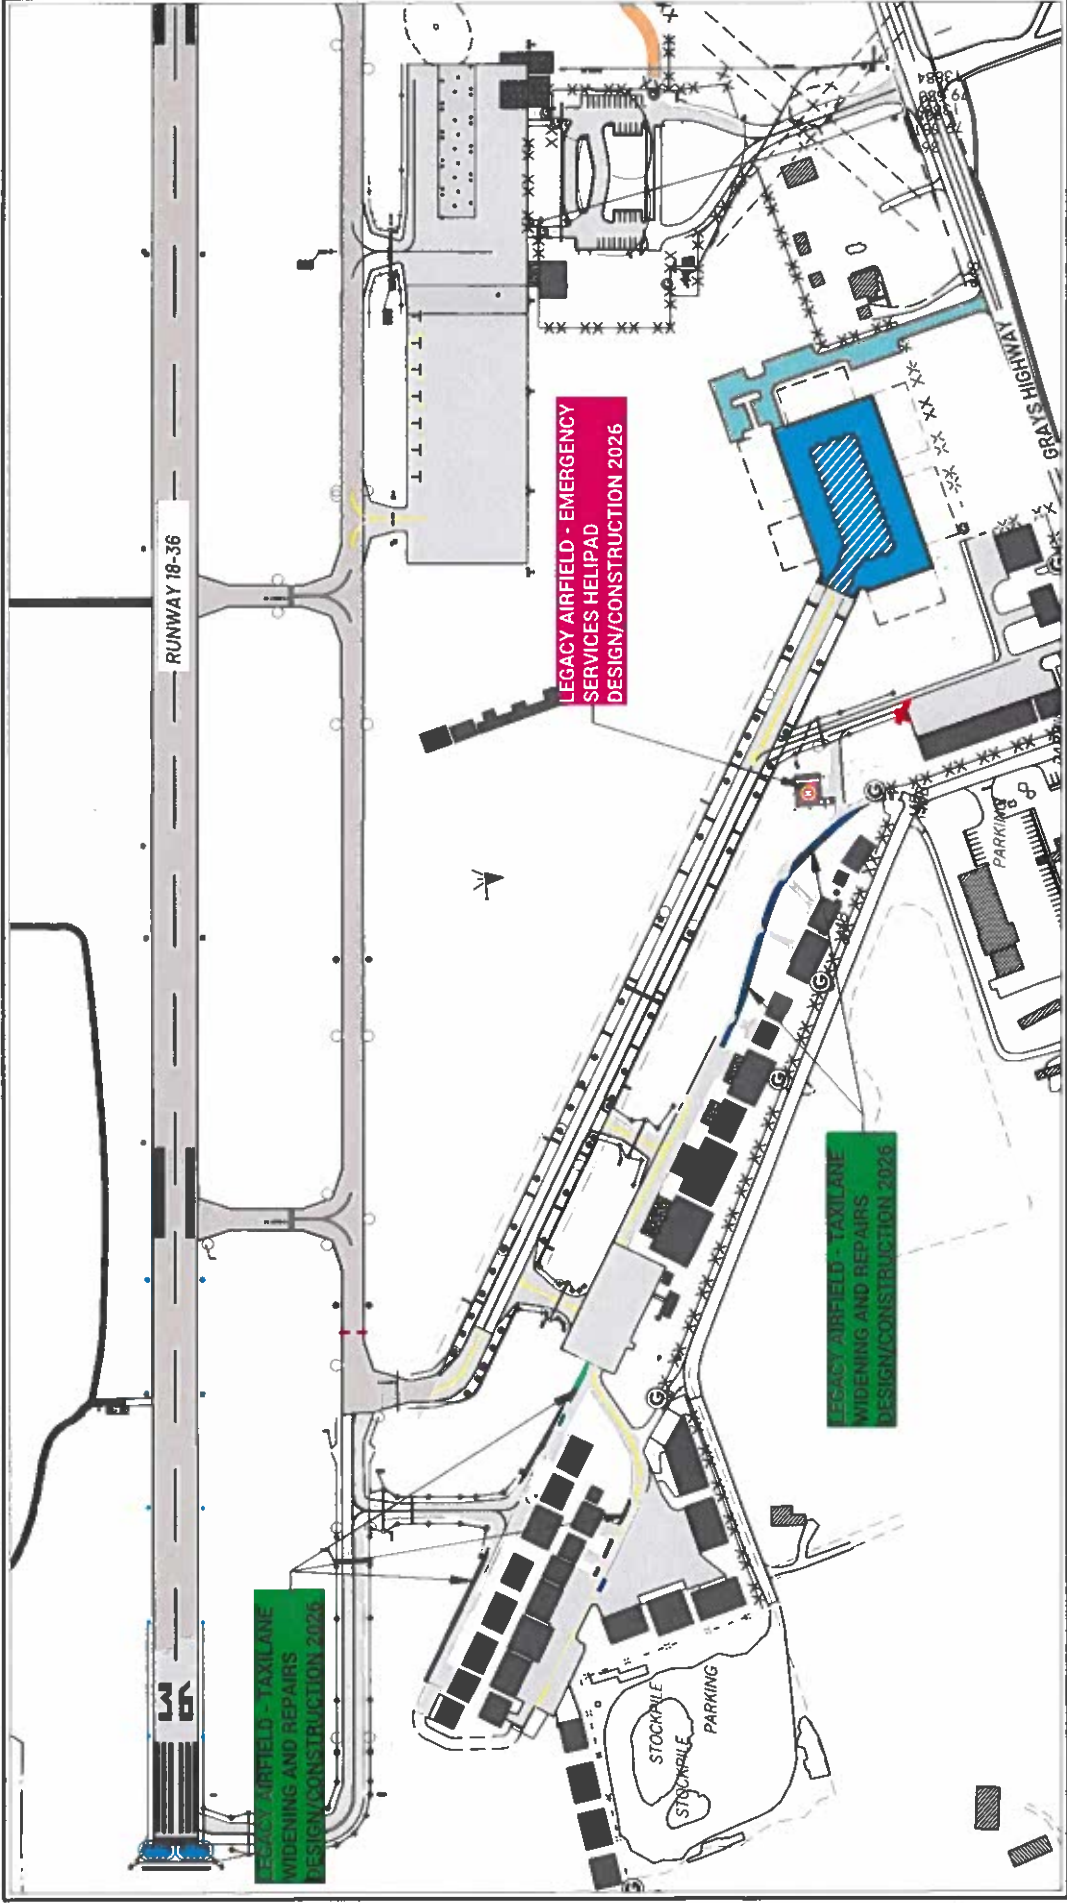 RUNWAY 18-36
LEGACY AIRFIELD - EMERGENCY
SERVICES HELIPAD
DESIGN/CONSTRUCTION 2026
GRAYS HIGHWAY
LEGACY AIRFIELD - TAXILANE
WIDENING AND REPAIRS
DESIGN/CONSTRUCTION 2026
LEGACY AIRFIELD - TAXILANE
WIDENING AND REPAIRS
DESIGN/CONSTRUCTION 2026
PARKING
STOCKPILE
STOCKPILE
PARKING
36
H
G
G
G
G
13884